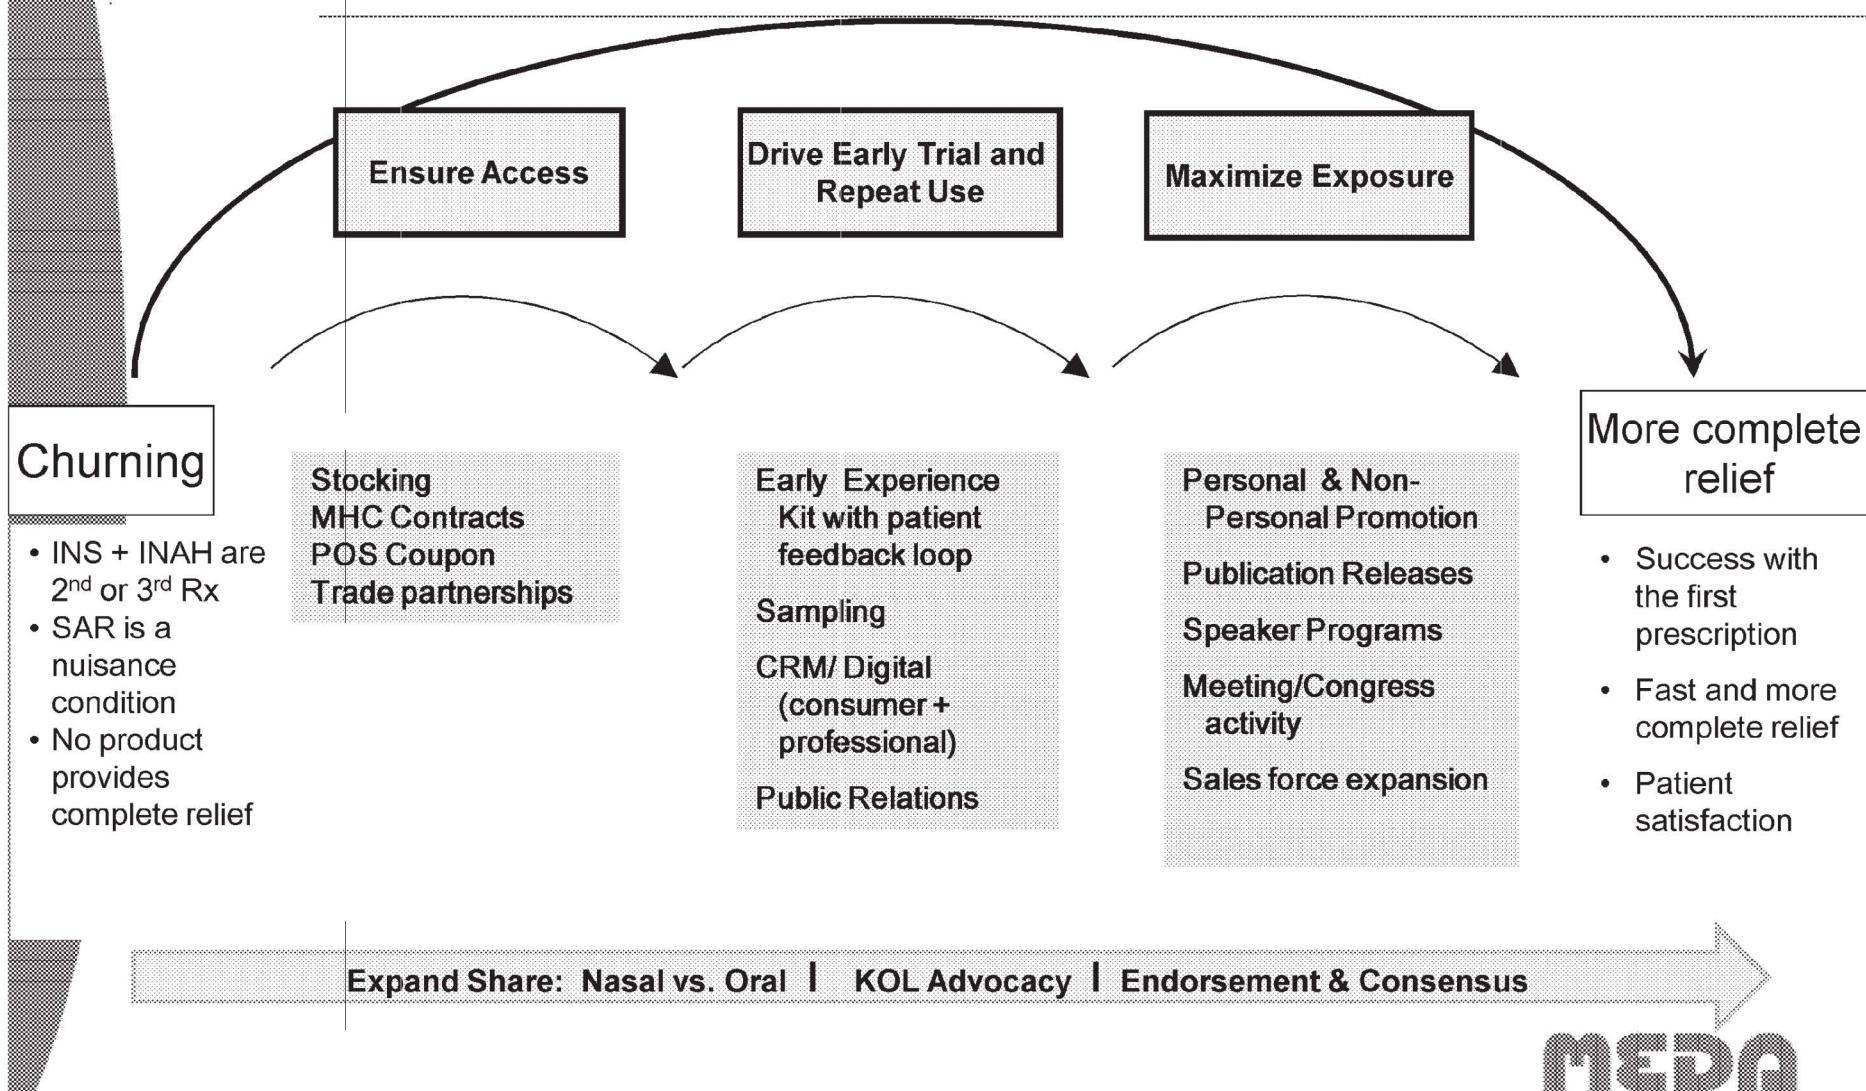 Ensure Access
Drive Early Trial and
Repeat Use
Maximize Exposure
Churning
• INS + INAH are
2nd or 3rd Rx
• SAR is a
nuisance
condition
• No product
provides
complete relief
Stocking
MHC Contracts
POS Coupon
Trade partnerships
Early Experience
Kit with patient
feedback loop
Sampling
CRM/ Digital
(consumer +
professional)
Public Relations
Personal & Non-
Personal Promotion
Publication Releases
Speaker Programs
Meeting/Congress
activity
Sales force expansion
More complete
relief
• Success with
the first
prescription
• Fast and more
complete relief
• Patient
satisfaction
Expand Share: Nasal vs. Oral | KOL Advocacy | Endorsement & Consensus
MEDA